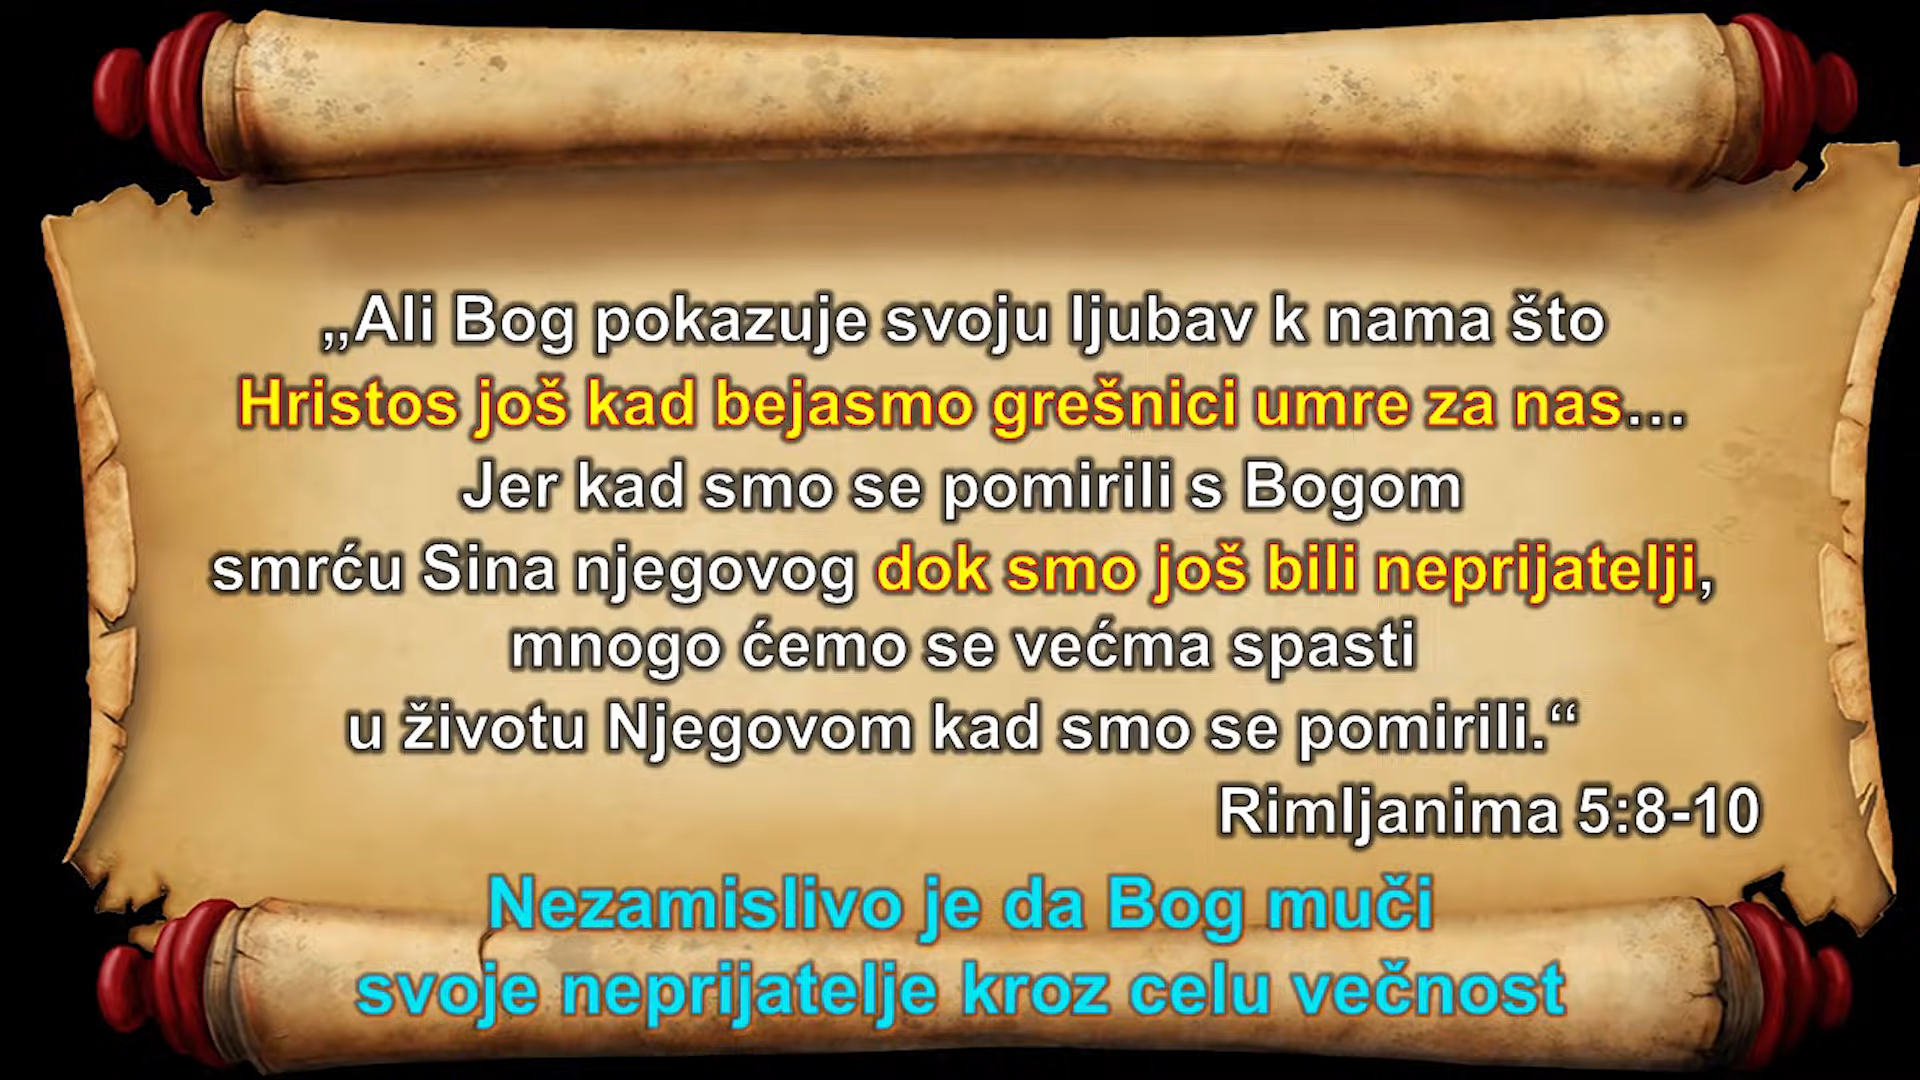 „Ali Bog pokazuje svoju ljubav k nama što
Hristos još kad bejasmo grešnici umre za nas...
Jer kad smo se pomirili s Bogom
smrću Sina njegovog dok smo još bili neprijatelji,
mnogo ćemo se većma spasti
u životu Njegovom kad smo se pomirili.“
Rimljanima 5:8-10
Nezamislivo je da Bog muči
svoje neprijatelje kroz celu večnost